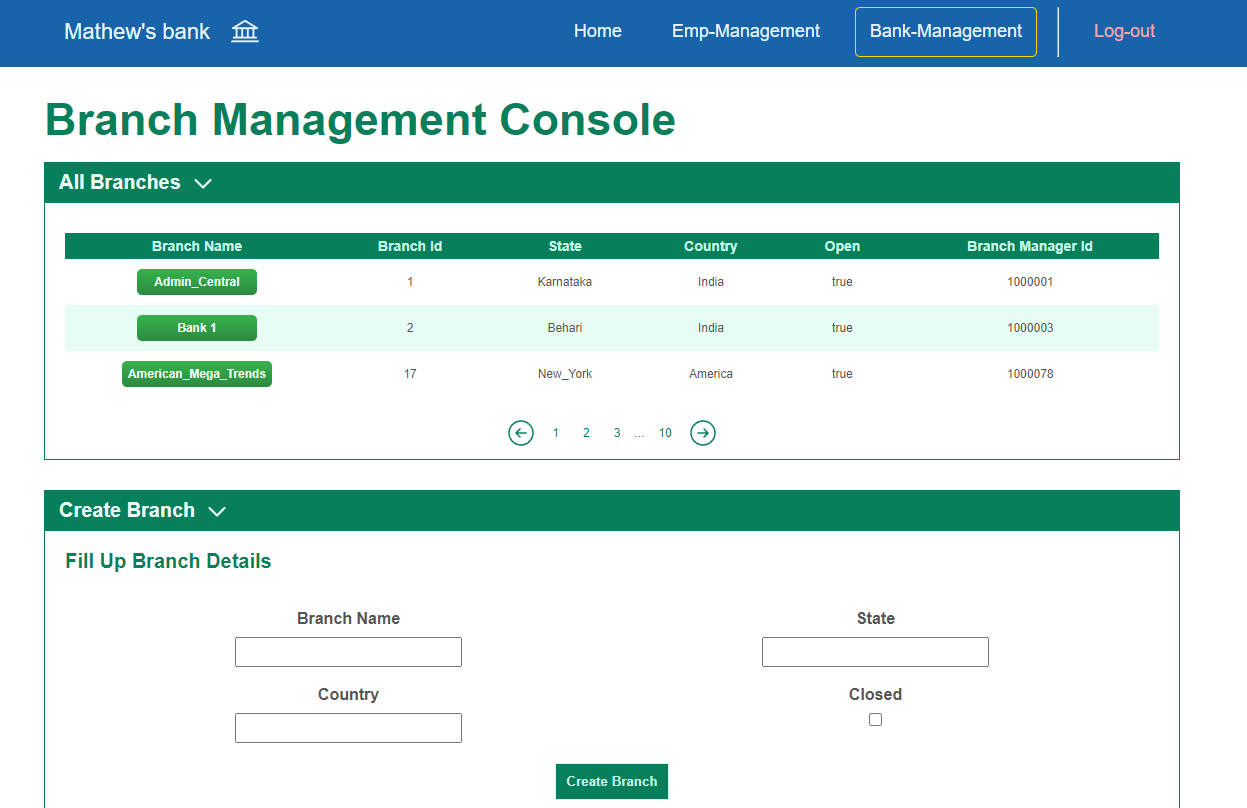 Mathew's bank Home Emp-Management Bank-Management Log-out
Branch Management Console
All Branches
Branch Name Branch Id State Country Open Branch Manager Id
Admin_Central 1 Karnataka India true 1000001
Bank 1 2 Behari India true 1000003
American_Mega_Trends 17 New_York America true 1000078
1 2 3 ... 10
Create Branch
Fill Up Branch Details
Branch Name State
Country Closed
Create Branch